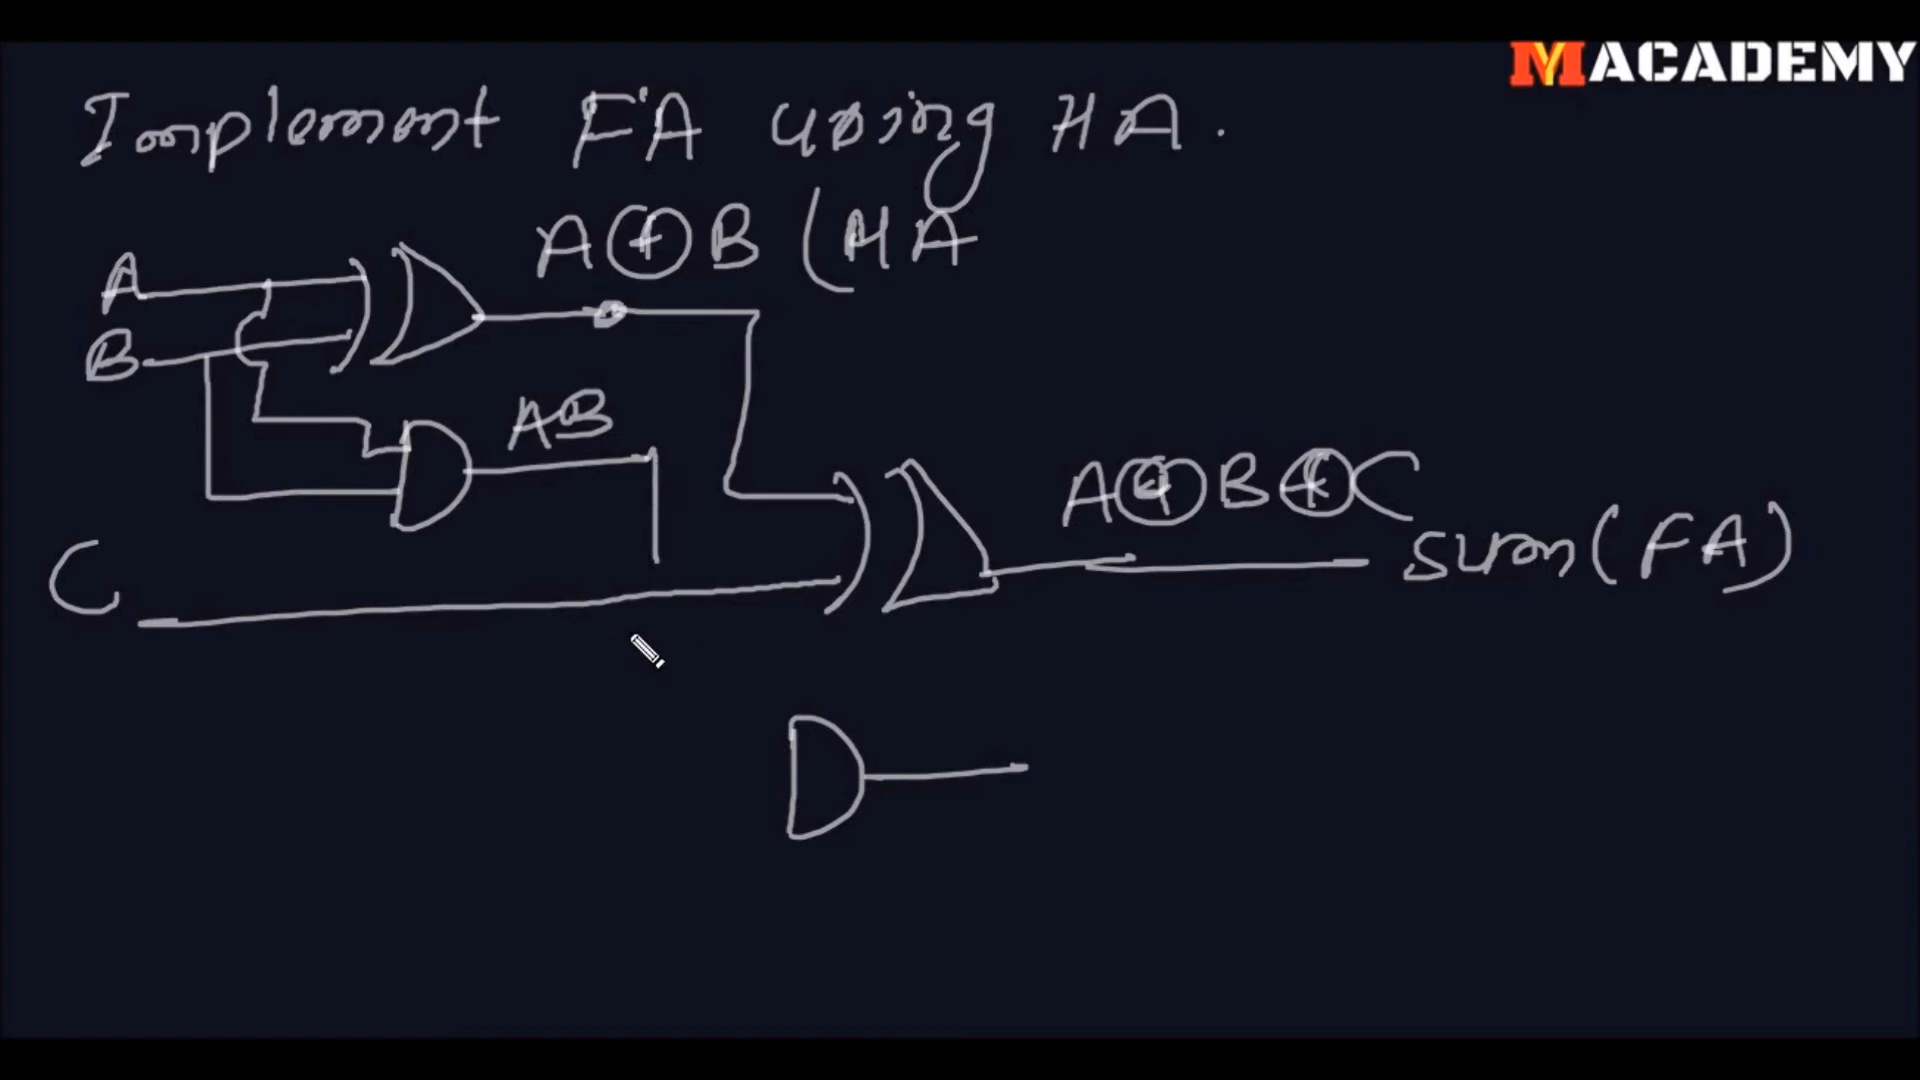 MACADEMY
Implement FA using HA.
A⊕B (HA
A
B
AB
A⊕B⊕C
C
sum(FA)